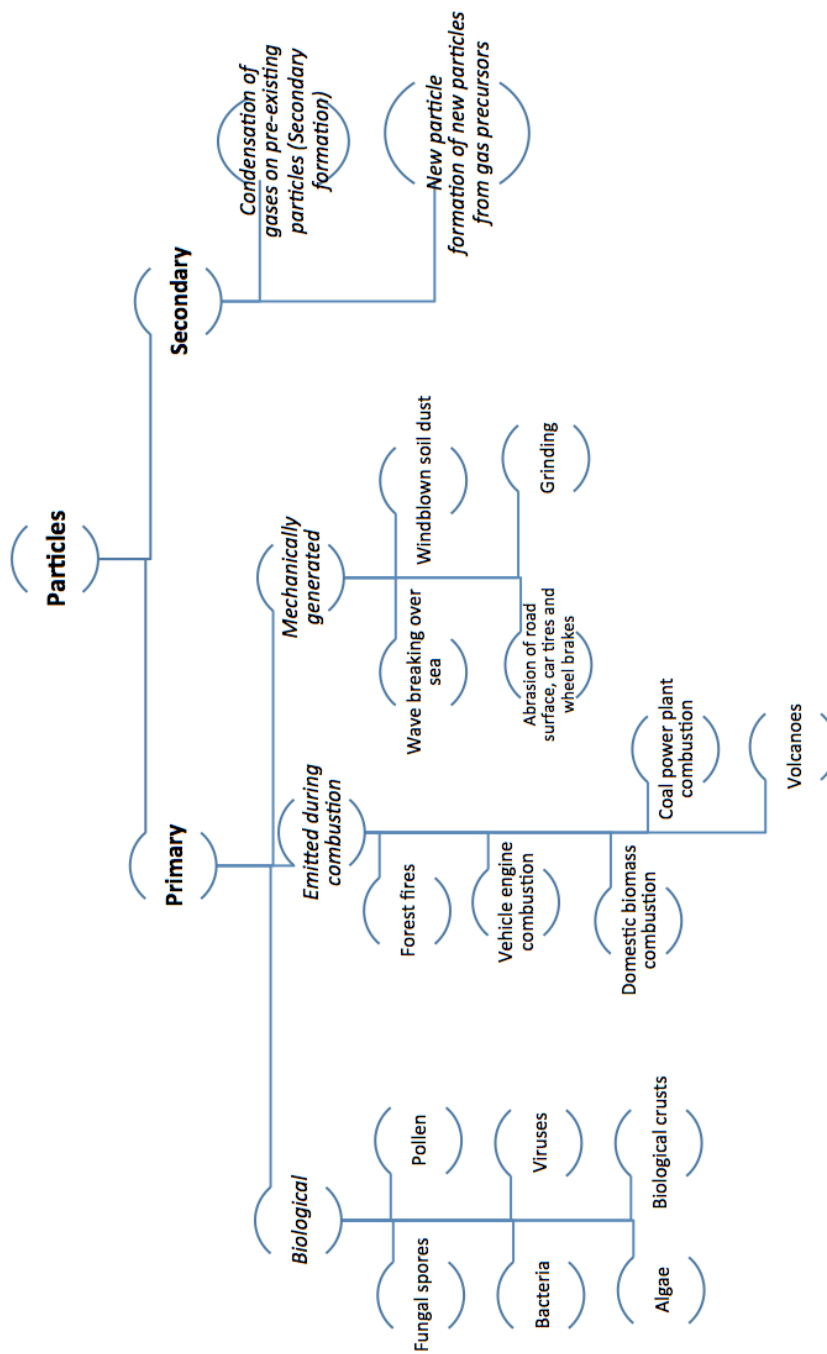 Particles
Primary
Secondary
Biological
Emitted during
combustion
Mechanically
generated
Condensation of
gases on pre-existing
particles (Secondary
formation)
New particle
formation of new particles
from gas precursors
Fungal spores
Pollen
Bacteria
Viruses
Algae
Biological crusts
Forest fires
Vehicle engine
combustion
Domestic biomass
combustion
Coal power plant
combustion
Volcanoes
Wave breaking over
sea
Windblown soil dust
Abrasion of road
surface, car tires and
wheel brakes
Grinding